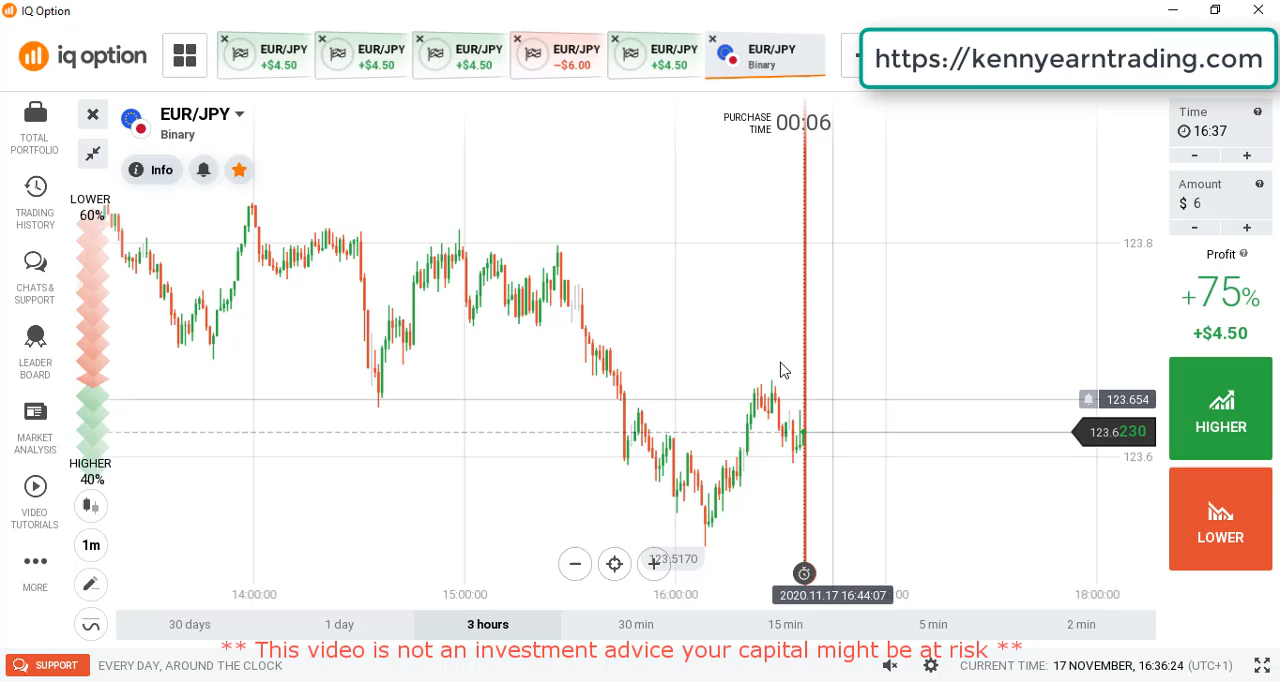 IQ Option
iq option
EUR/JPY
+$4.50
EUR/JPY
+$4.50
EUR/JPY
+$4.50
EUR/JPY
−$6.00
EUR/JPY
+$4.50
EUR/JPY
Binary
https://kennyearntrading.com
TOTAL
PORTFOLIO
TRADING
HISTORY
CHATS &
SUPPORT
LEADER
BOARD
MARKET
ANALYSIS
VIDEO
TUTORIALS
MORE
EUR/JPY
Binary
Info
LOWER
60%
HIGHER
40%
1m
PURCHASE
TIME
00:06
123.8
123.654
123.6230
123.6
123.5170
14:00:00
15:00:00
16:00:00
2020.11.17 16:44:07
18:00:00
30 days
1 day
3 hours
30 min
15 min
5 min
2 min
Time
16:37
- +
Amount
$ 6
- +
Profit
+75%
+$4.50
HIGHER
LOWER
** This video is not an investment advice your capital might be at risk **
SUPPORT
EVERY DAY, AROUND THE CLOCK
CURRENT TIME: 17 NOVEMBER, 16:36:24 (UTC+1)